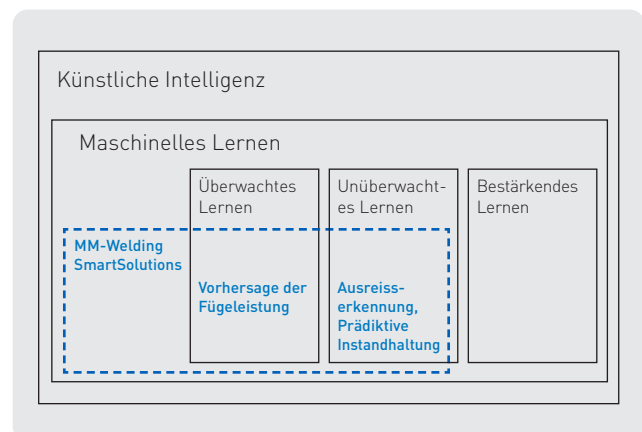 Künstliche Intelligenz
Maschinelles Lernen
Überwachtes
Lernen
Unüberwacht-
es Lernen
Bestärkendes
Lernen
MM-Welding
SmartSolutions
Vorhersage der
Fügeleistung
Ausreiss-
erkennung,
Prädiktive
Instandhaltung